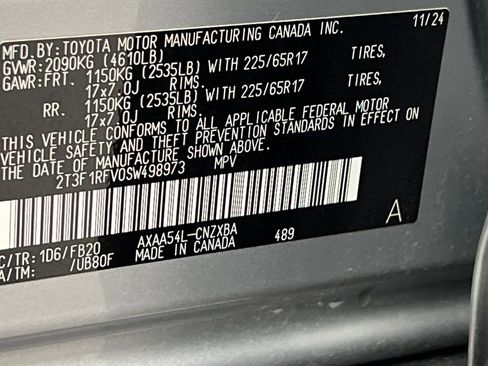 MFD.BY:TOYOTA MOTOR MANUFACTURING CANADA INC. 11/24
GVWR:2090KG (4610LB)
GAWR:FRT. 1150KG (2535LB) WITH 225/65R17 TIRES,
17x7.0J RIMS.
RR. 1150KG (2535LB) WITH 225/65R17 TIRES,
17x7.0J RIMS.
THIS VEHICLE CONFORMS TO ALL APPLICABLE FEDERAL MOTOR
VEHICLE SAFETY AND THEFT PREVENTION STANDARDS IN EFFECT ON
THE DATE OF MANUFACTURE SHOWN ABOVE.
2T3F1RFV0SW498973 MPV
A
C/TR: 1D6/FB20 AXAA54L-CNZXBA
A/TM: /UB80F MADE IN CANADA 489